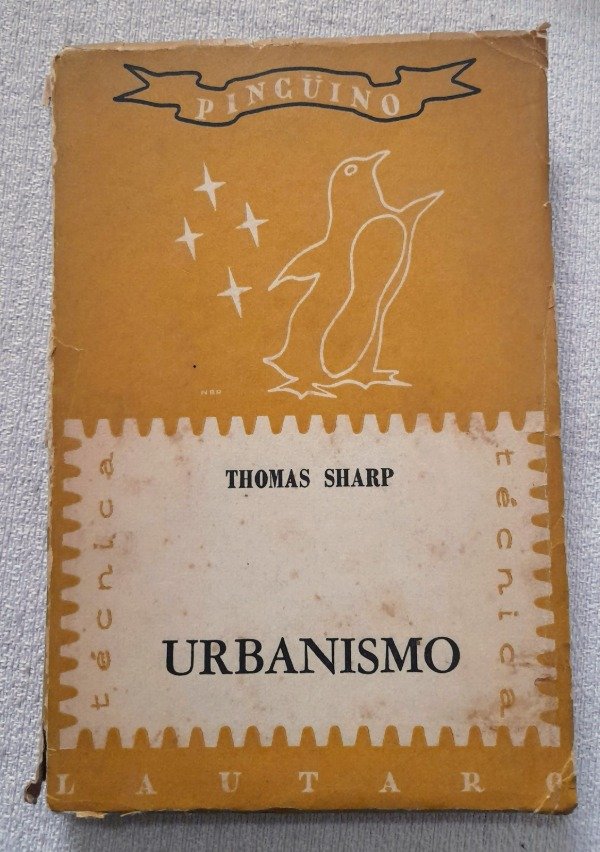 PINGÜINO
NBR
THOMAS SHARP
técnica
técnica
URBANISMO
LAUTARO